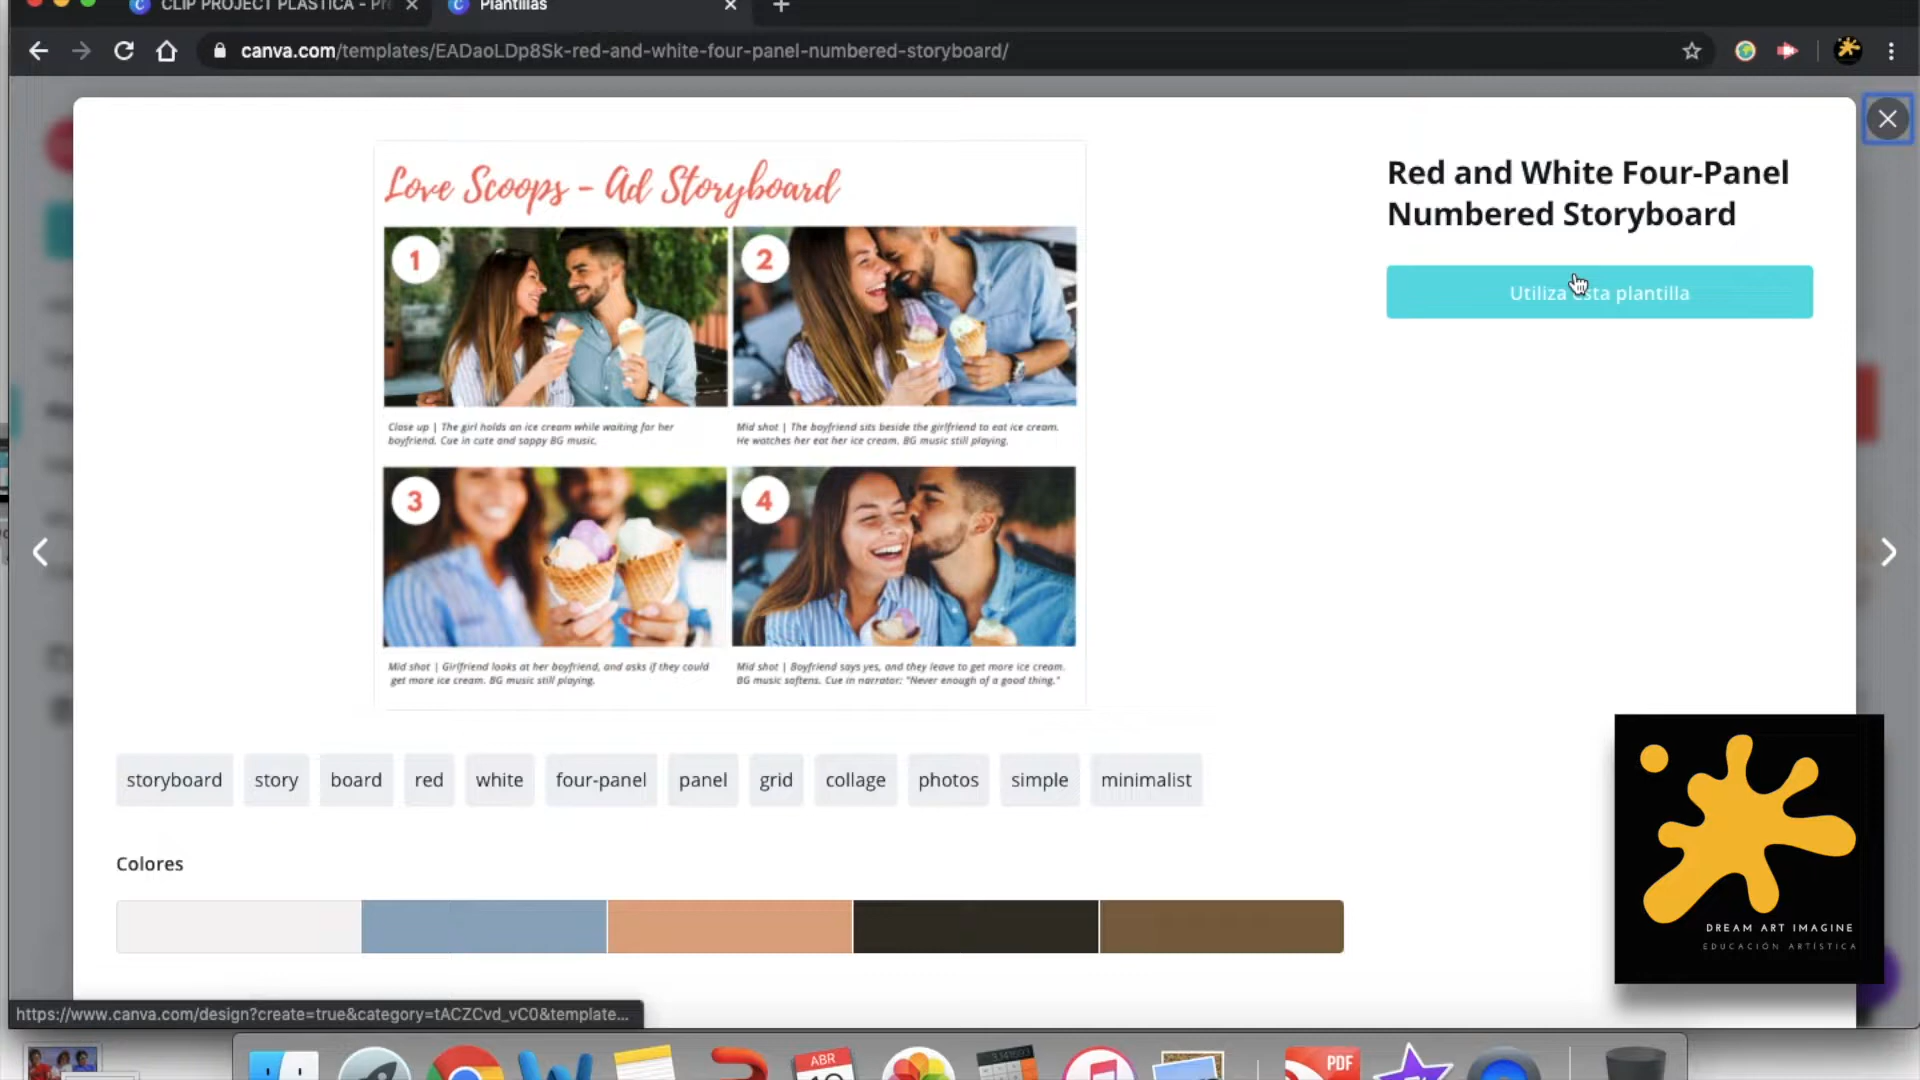 CLIP PROJECT PLASTICA - Pr
Plantillas
canva.com/templates/EADaoLDp8Sk-red-and-white-four-panel-numbered-storyboard/
Love Scoops - Ad Storyboard
Red and White Four-Panel
Numbered Storyboard
Utiliza esta plantilla
1
2
Close up | The girl holds an ice cream while waiting for her
boyfriend. Cue in cute and sappy BG music.
Mid shot | The boyfriend sits beside the girlfriend to eat ice cream.
He watches her eat her ice cream. BG music still playing.
3
4
Mid shot | Girlfriend looks at her boyfriend, and asks if they could
get more ice cream. BG music still playing.
Mid shot | Boyfriend says yes, and they leave to get more ice cream.
BG music softens. Cue in narrator: "Never enough of a good thing."
storyboard story board red white four-panel panel grid collage photos simple minimalist
Colores
DREAM ART IMAGINE
EDUCACIÓN ARTÍSTICA
https://www.canva.com/design?create=true&category=tACZCvd_vC0&template...
ABR
PDF